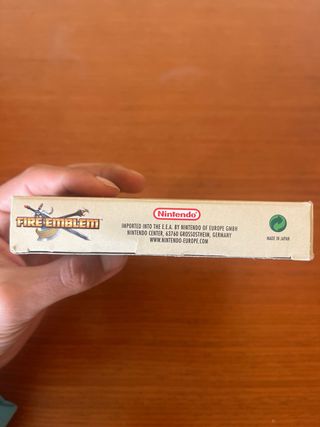 FIRE EMBLEM
Nintendo
IMPORTED INTO THE E.E.A. BY NINTENDO OF EUROPE GMBH
NINTENDO CENTER, 63760 GROSSOSTHEIM, GERMANY
WWW.NINTENDO-EUROPE.COM
MADE IN JAPAN